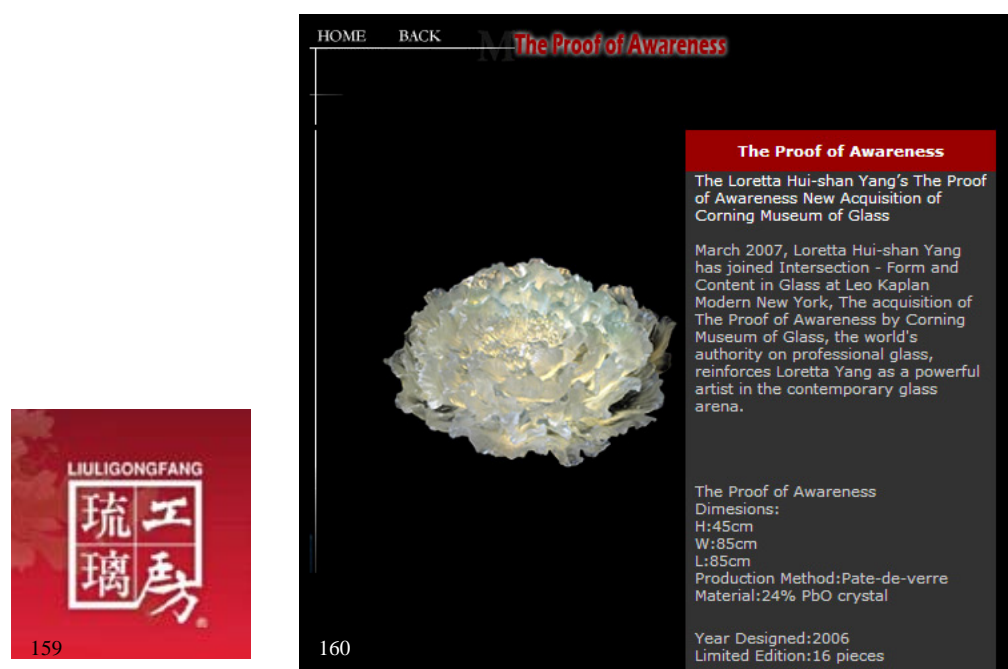 HOME BACK
The Proof of Awareness
The Proof of Awareness
The Loretta Hui-shan Yang’s The Proof
of Awareness New Acquisition of
Corning Museum of Glass
March 2007, Loretta Hui-shan Yang
has joined Intersection - Form and
Content in Glass at Leo Kaplan
Modern New York, The acquisition of
The Proof of Awareness by Corning
Museum of Glass, the world's
authority on professional glass,
reinforces Loretta Yang as a powerful
artist in the contemporary glass
arena.
The Proof of Awareness
Dimesions:
H:45cm
W:85cm
L:85cm
Production Method:Pate-de-verre
Material:24% PbO crystal
Year Designed:2006
Limited Edition:16 pieces
160
LIULIGONGFANG
琉工
璃房
159